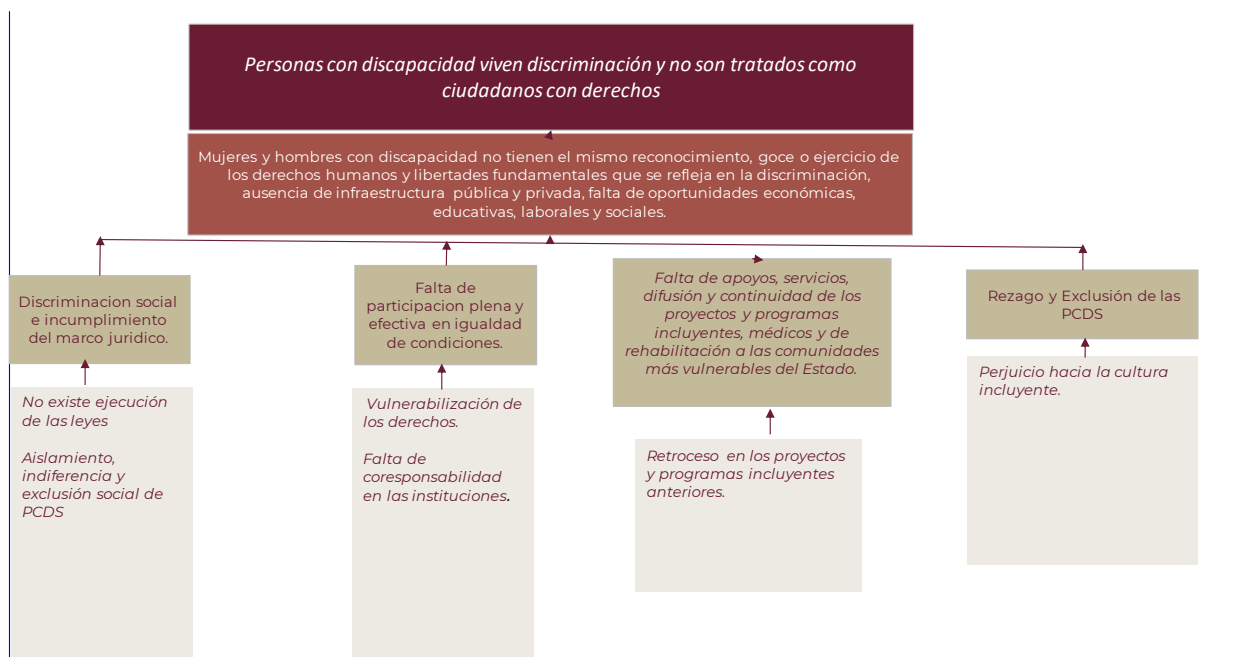 Personas con discapacidad viven discriminación y no son tratados como
ciudadanos con derechos
Mujeres y hombres con discapacidad no tienen el mismo reconocimiento, goce o ejercicio de
los derechos humanos y libertades fundamentales que se refleja en la discriminación,
ausencia de infraestructura pública y privada, falta de oportunidades económicas,
educativas, laborales y sociales.
Discriminacion social
e incumplimiento
del marco juridico.
Falta de
participacion plena y
efectiva en igualdad
de condiciones.
Falta de apoyos, servicios,
difusión y continuidad de los
proyectos y programas
incluyentes, médicos y de
rehabilitación a las comunidades
más vulnerables del Estado.
Rezago y Exclusión de las
PCDS
No existe ejecución
de las leyes
Aislamiento,
indiferencia y
exclusión social de
PCDS
Vulnerabilización de
los derechos.
Falta de
coresponsabilidad
en las instituciones.
Retroceso en los proyectos
y programas incluyentes
anteriores.
Perjuicio hacia la cultura
incluyente.